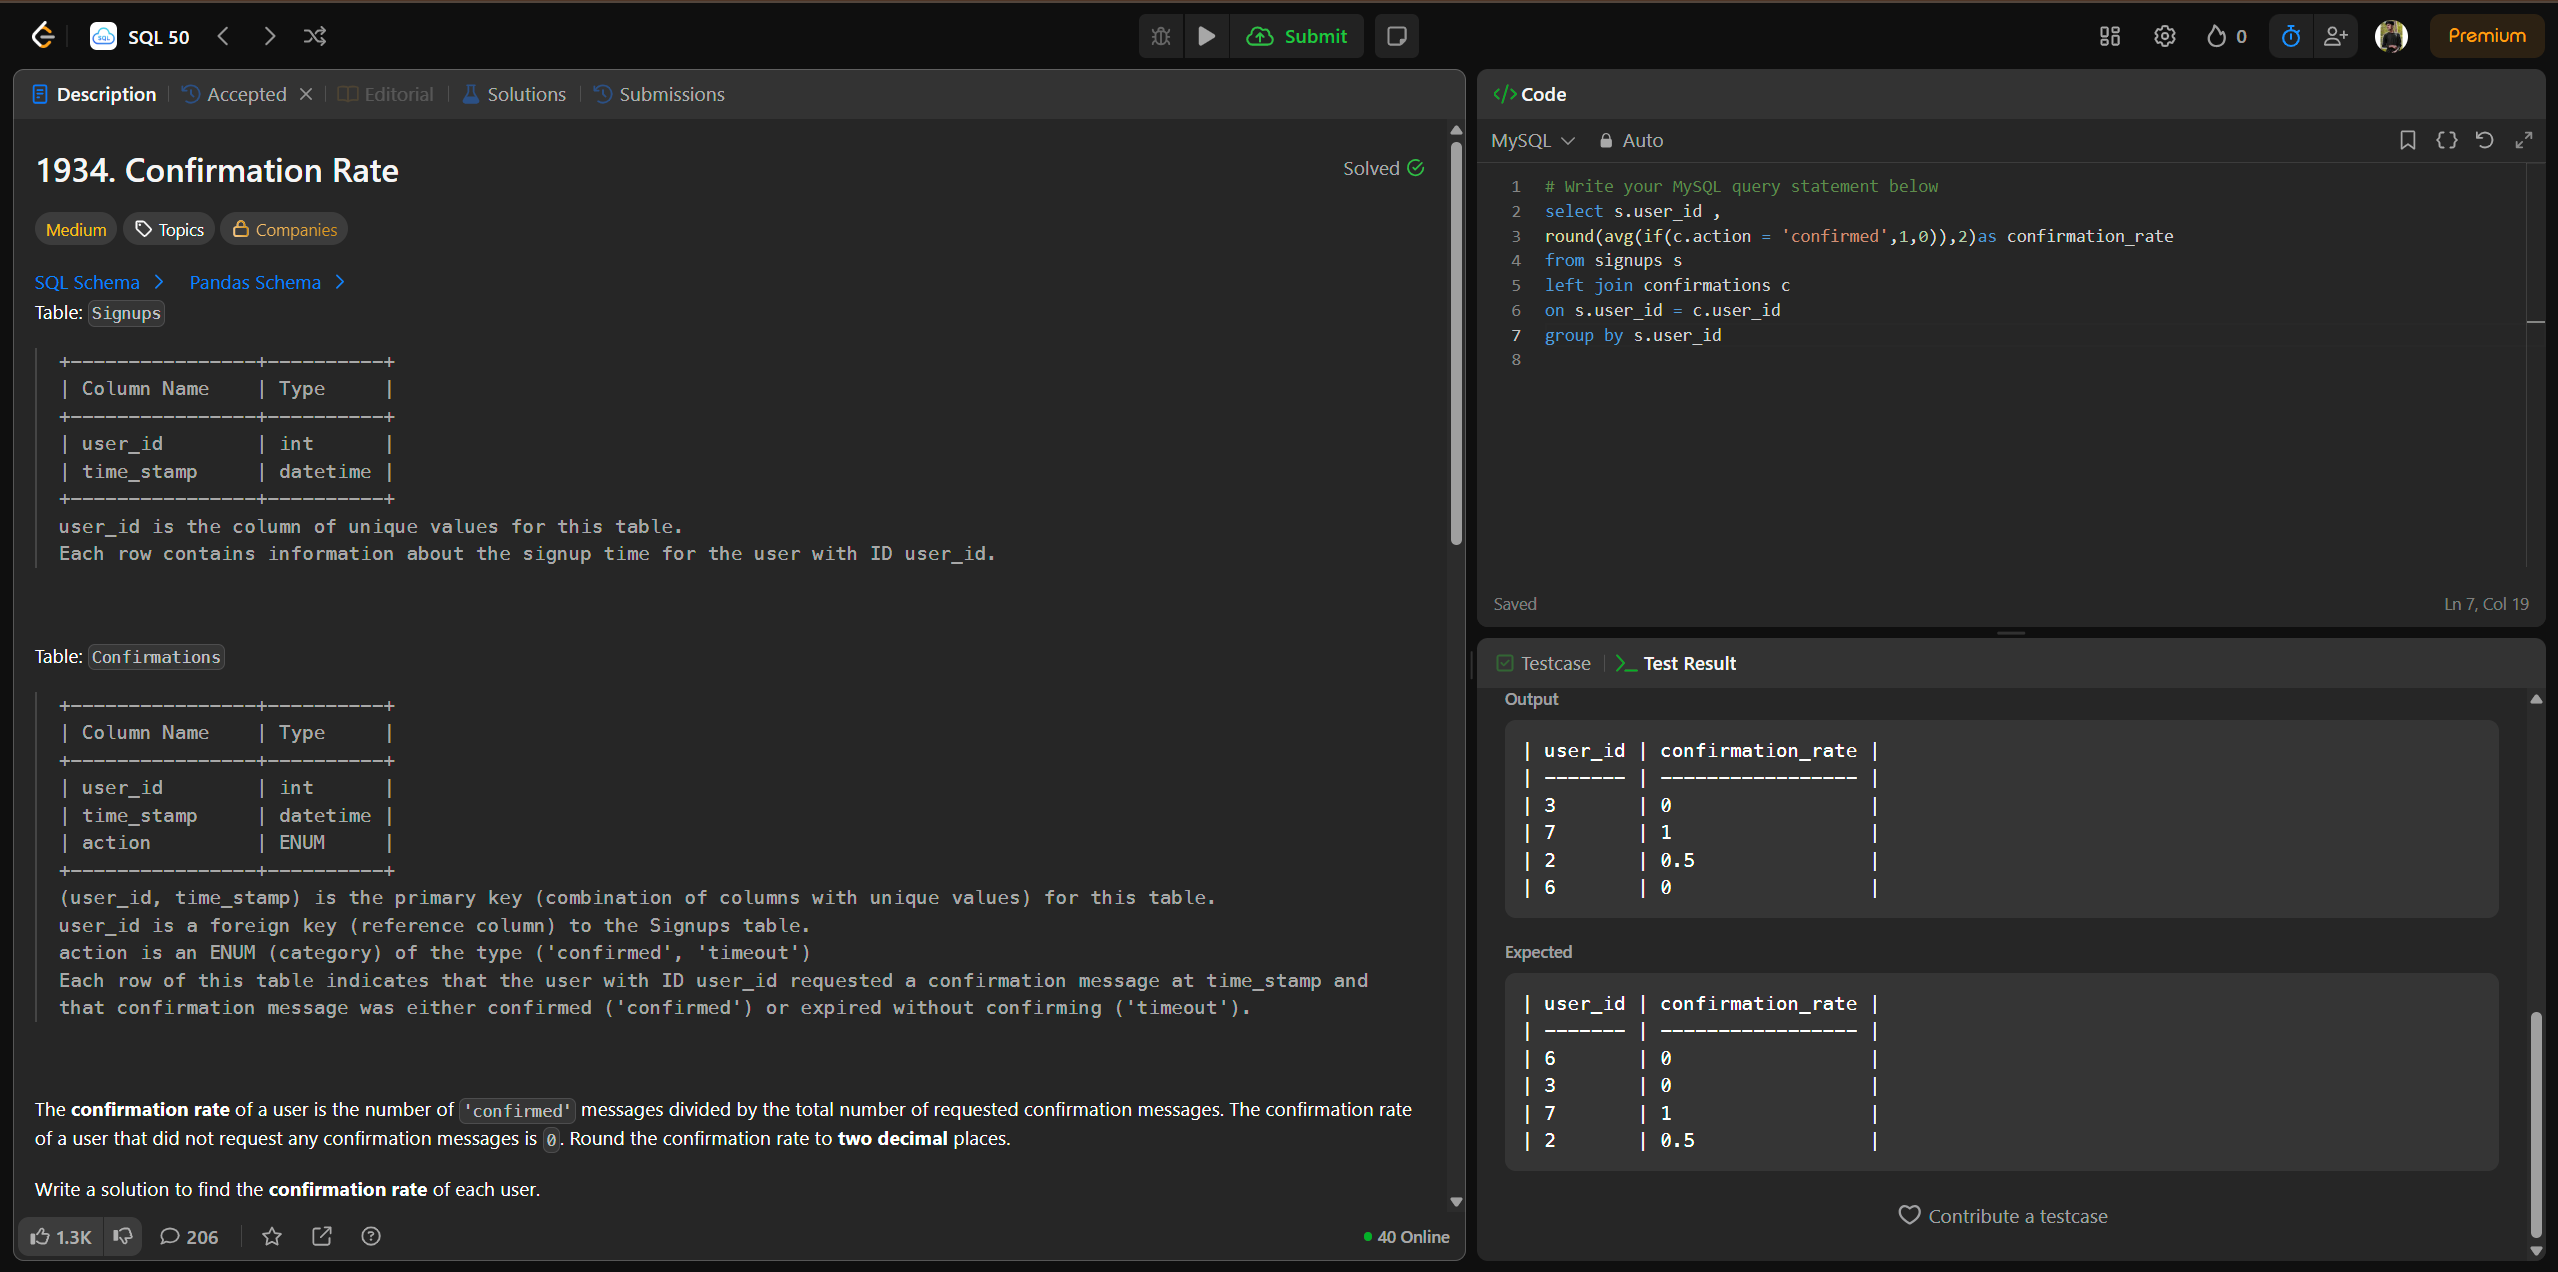 SQL 50
Submit
0
Premium
Description
Accepted
Editorial
Solutions
Submissions
1934. Confirmation Rate
Solved
Medium
Topics
Companies
SQL Schema
Pandas Schema
Table: Signups
+----------------+----------+
| Column Name    | Type     |
+----------------+----------+
| user_id        | int      |
| time_stamp     | datetime |
+----------------+----------+
user_id is the column of unique values for this table.
Each row contains information about the signup time for the user with ID user_id.
Table: Confirmations
+----------------+----------+
| Column Name    | Type     |
+----------------+----------+
| user_id        | int      |
| time_stamp     | datetime |
| action         | ENUM     |
+----------------+----------+
(user_id, time_stamp) is the primary key (combination of columns with unique values) for this table.
user_id is a foreign key (reference column) to the Signups table.
action is an ENUM (category) of the type ('confirmed', 'timeout')
Each row of this table indicates that the user with ID user_id requested a confirmation message at time_stamp and
that confirmation message was either confirmed ('confirmed') or expired without confirming ('timeout').
The confirmation rate of a user is the number of 'confirmed' messages divided by the total number of requested confirmation messages. The confirmation rate
of a user that did not request any confirmation messages is 0. Round the confirmation rate to two decimal places.
Write a solution to find the confirmation rate of each user.
1.3K
206
40 Online
Code
MySQL
Auto
1 # Write your MySQL query statement below
2 select s.user_id ,
3 round(avg(if(c.action = 'confirmed',1,0)),2)as confirmation_rate
4 from signups s
5 left join confirmations c
6 on s.user_id = c.user_id
7 group by s.user_id
8
Saved
Ln 7, Col 19
Testcase
Test Result
Output
| user_id | confirmation_rate |
| ------- | ----------------- |
| 3       | 0                 |
| 7       | 1                 |
| 2       | 0.5               |
| 6       | 0                 |
Expected
| user_id | confirmation_rate |
| ------- | ----------------- |
| 6       | 0                 |
| 3       | 0                 |
| 7       | 1                 |
| 2       | 0.5               |
Contribute a testcase